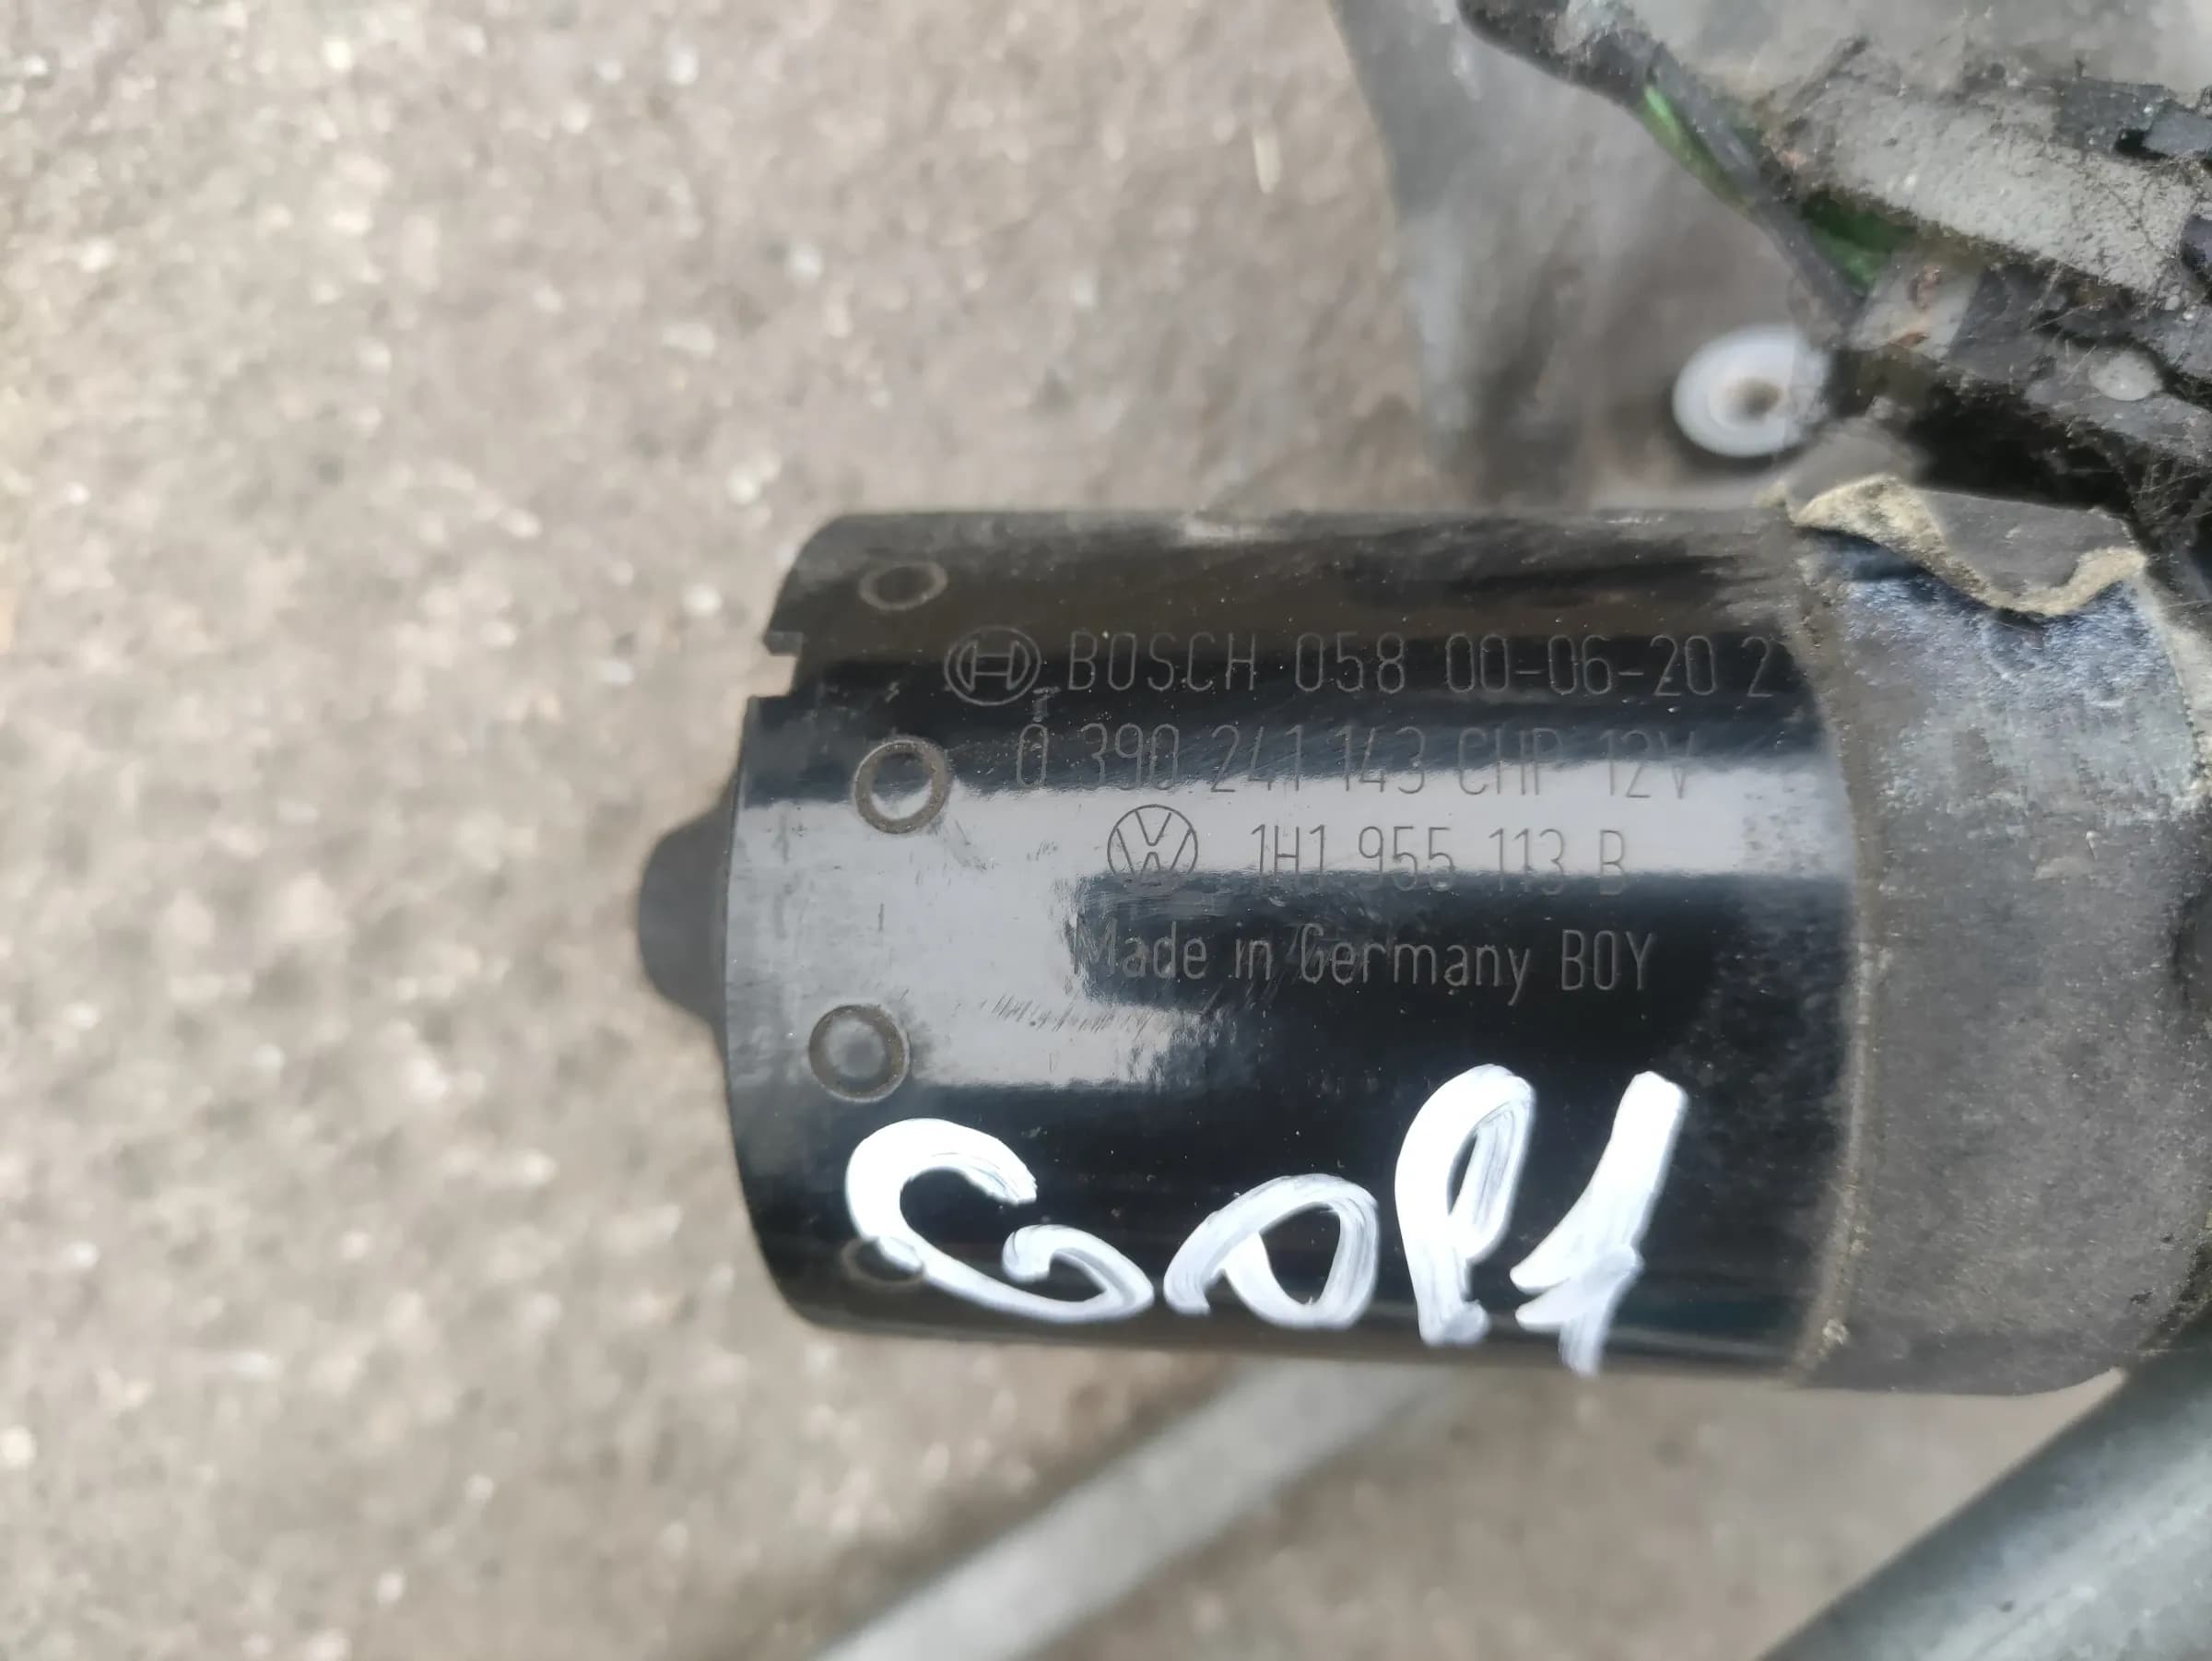 BOSCH 058 00-06-20 2
0 390 241 143 CHP 12V
1H1 955 113 B
Made in Germany BOY